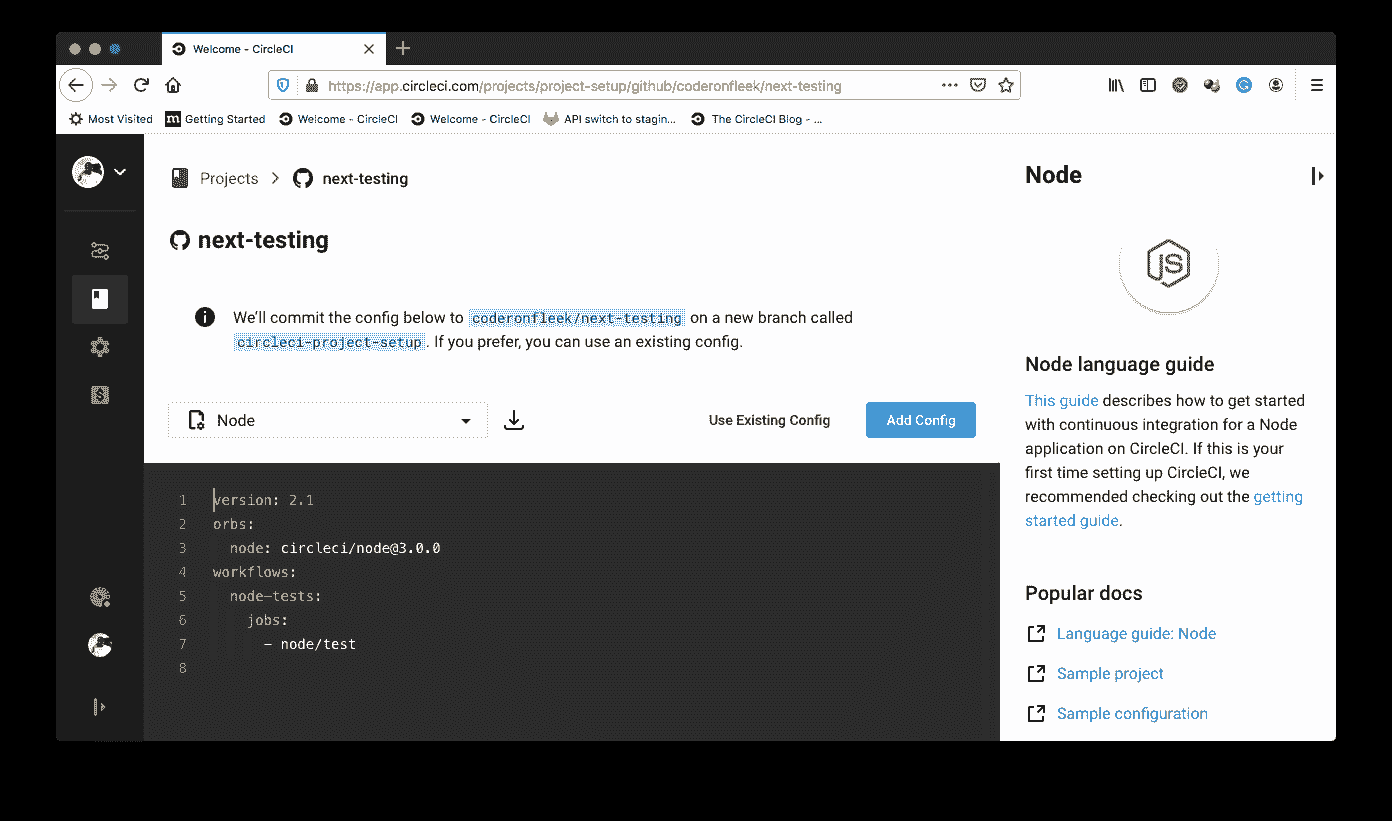 Welcome - CircleCI
https://app.circleci.com/projects/project-setup/github/coderonfleek/next-testing
Most Visited
m Getting Started
Welcome - CircleCI
Welcome - CircleCI
API switch to stagin...
The CircleCI Blog - ...
Projects > next-testing
next-testing
We'll commit the config below to coderonfleek/next-testing on a new branch called
circleci-project-setup. If you prefer, you can use an existing config.
Node
Use Existing Config
Add Config
1 version: 2.1
2 orbs:
3   node: circleci/node@3.0.0
4 workflows:
5   node-tests:
6     jobs:
7       - node/test
8
Node
JS
Node language guide
This guide describes how to get started
with continuous integration for a Node
application on CircleCI. If this is your
first time setting up CircleCI, we
recommended checking out the getting
started guide.
Popular docs
Language guide: Node
Sample project
Sample configuration